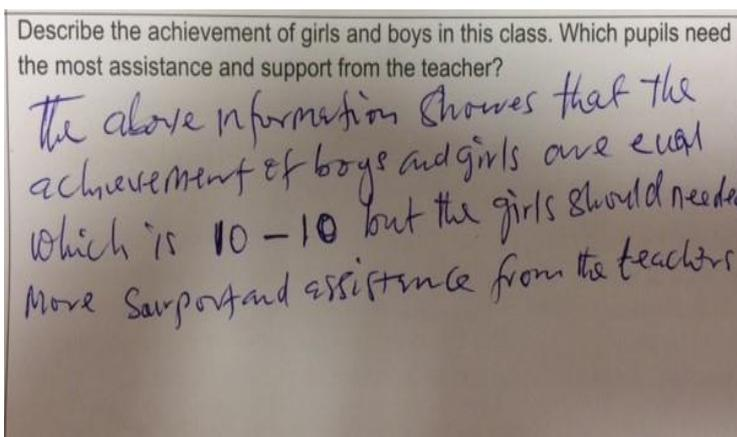 Describe the achievement of girls and boys in this class. Which pupils need
the most assistance and support from the teacher?
The above information showes that the
achievement of boys and girls are euql
which is 10 - 10 but the girls should neede
More Saurport and assistance from the teachers